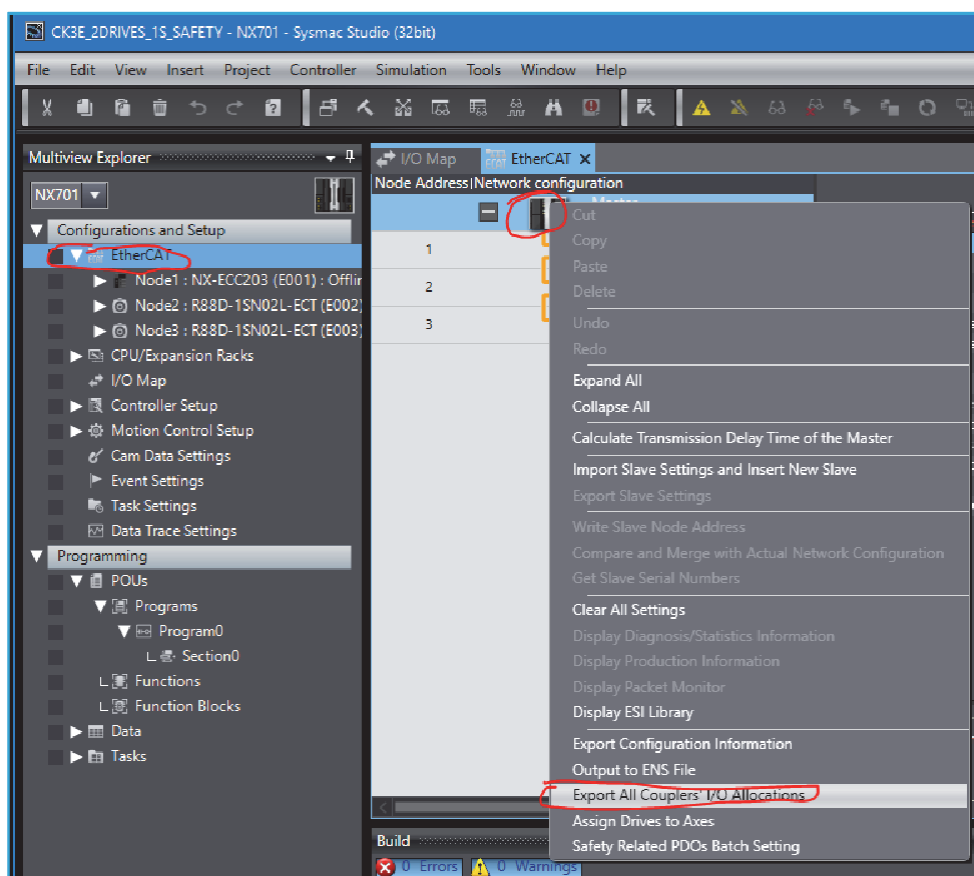 CK3E_2DRIVES_1S_SAFETY - NX701 - Sysmac Studio (32bit)
File Edit View Insert Project Controller Simulation Tools Window Help
Multiview Explorer
NX701
Configurations and Setup
EtherCAT
Node1 : NX-ECC203 (E001) : Offlin
Node2 : R88D-1SN02L-ECT (E002)
Node3 : R88D-1SN02L-ECT (E003)
CPU/Expansion Racks
I/O Map
Controller Setup
Motion Control Setup
Cam Data Settings
Event Settings
Task Settings
Data Trace Settings
Programming
POUs
Programs
Program0
Section0
Functions
Function Blocks
Data
Tasks
I/O Map EtherCAT
Node Address Network configuration
Master
1
2
3
Cut
Copy
Paste
Delete
Undo
Redo
Expand All
Collapse All
Calculate Transmission Delay Time of the Master
Import Slave Settings and Insert New Slave
Export Slave Settings
Write Slave Node Address
Compare and Merge with Actual Network Configuration
Get Slave Serial Numbers
Clear All Settings
Display Diagnosis/Statistics Information
Display Production Information
Display Packet Monitor
Display ESI Library
Export Configuration Information
Output to ENS File
Export All Couplers' I/O Allocations
Assign Drives to Axes
Safety Related PDOs Batch Setting
Build
0 Errors 0 Warnings